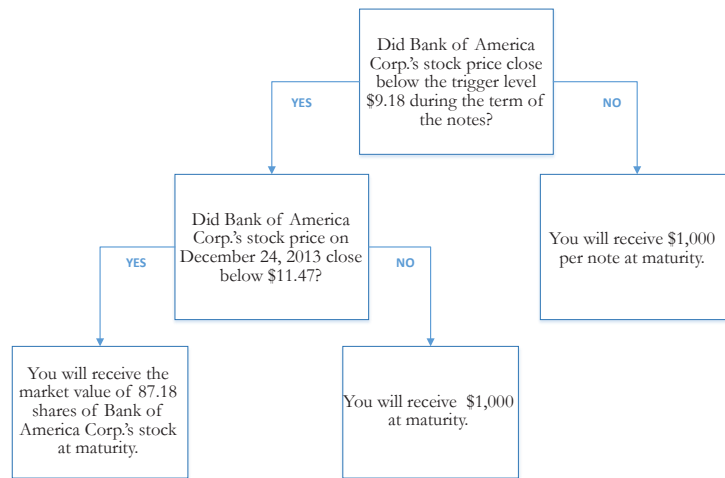 Did Bank of America
Corp.'s stock price close
below the trigger level
$9.18 during the term of
the notes?
YES
NO
Did Bank of America
Corp.'s stock price on
December 24, 2013 close
below $11.47?
You will receive $1,000
per note at maturity.
YES
NO
You will receive the
market value of 87.18
shares of Bank of
America Corp.'s stock
at maturity.
You will receive $1,000
at maturity.